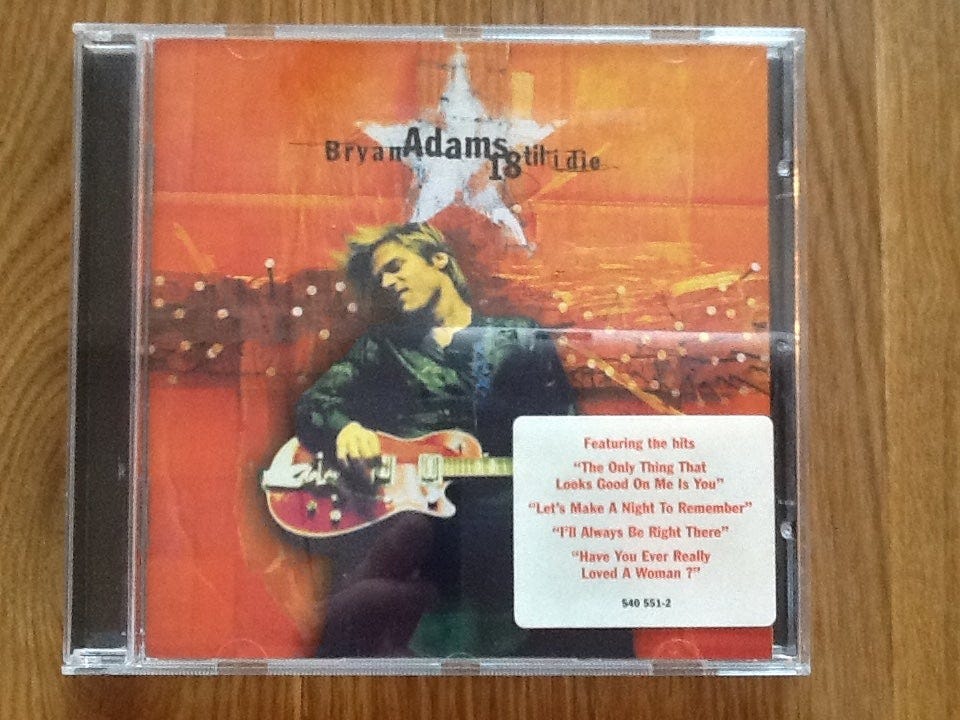 Bryan Adams
18 til i die
Featuring the hits
"The Only Thing That
Looks Good On Me Is You"
"Let's Make A Night To Remember"
"I'll Always Be Right There"
"Have You Ever Really
Loved A Woman ?"
540 551-2